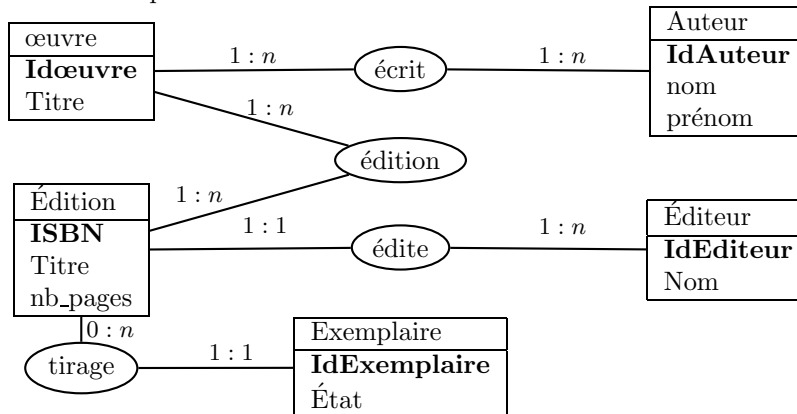 œuvre
Idœuvre
Titre
1 : n
écrit
1 : n
Auteur
IdAuteur
nom
prénom
1 : n
édition
1 : n
Édition
ISBN
Titre
nb_pages
1 : 1
édite
1 : n
Éditeur
IdEditeur
Nom
0 : n
tirage
1 : 1
Exemplaire
IdExemplaire
État